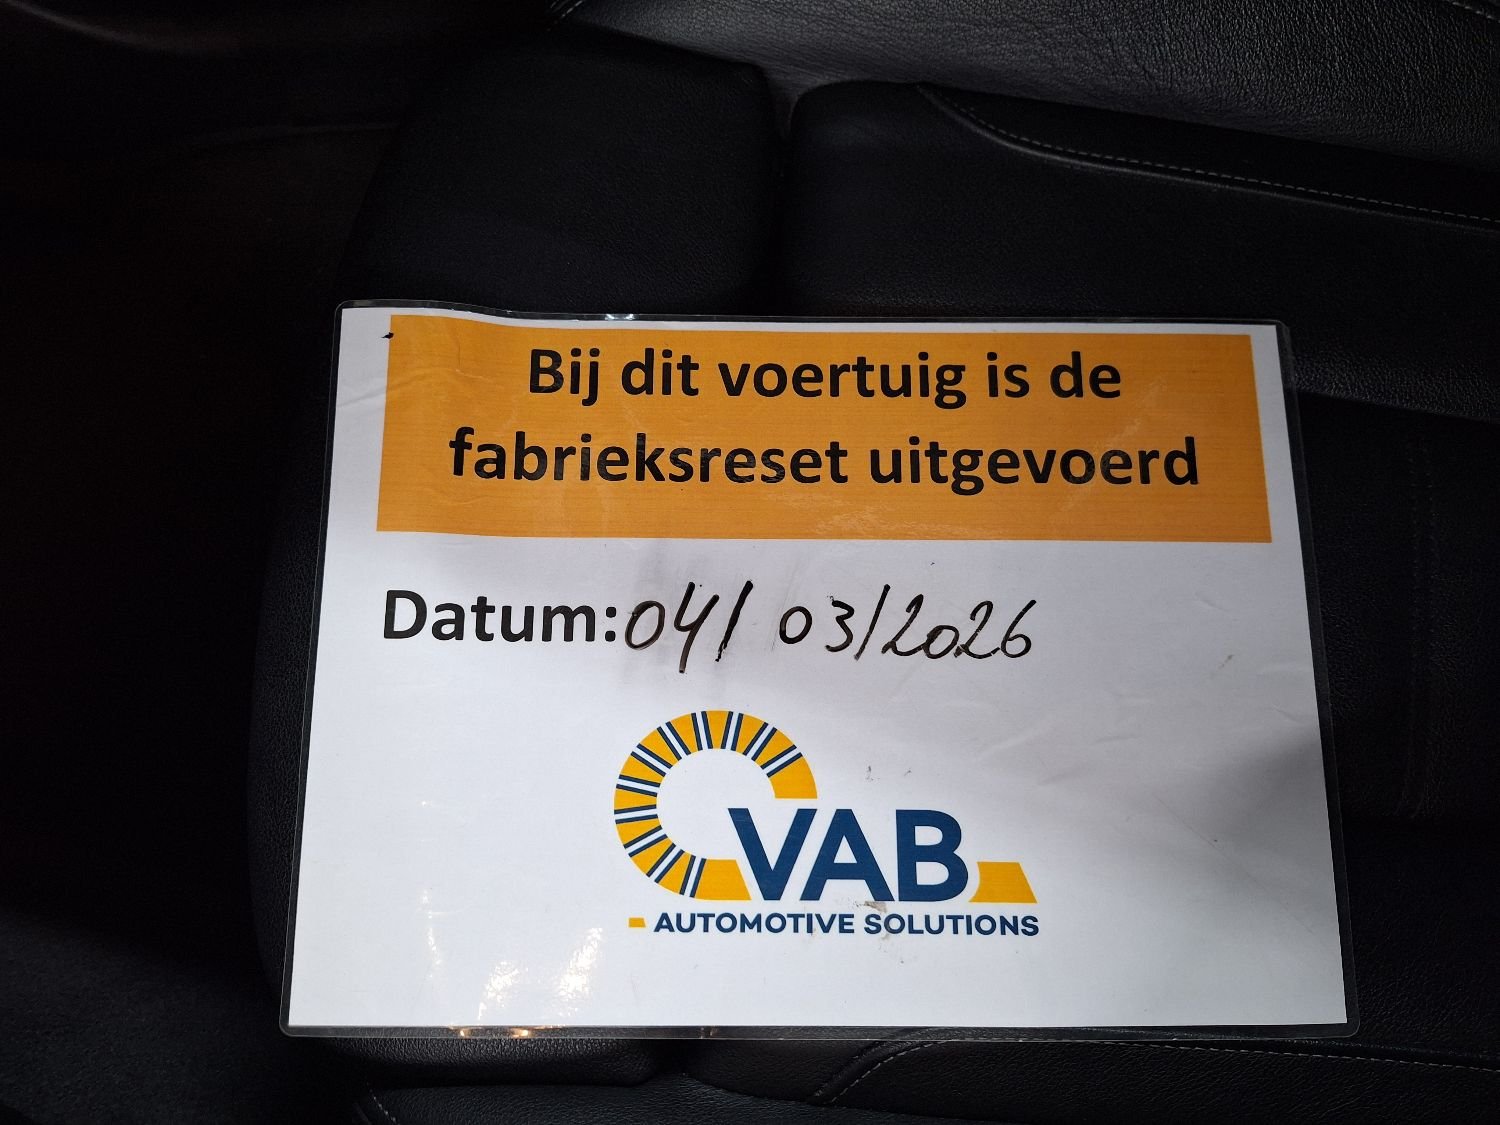 Bij dit voertuig is de
fabrieksreset uitgevoerd
Datum: 04/ 03/2026
VAB
AUTOMOTIVE SOLUTIONS